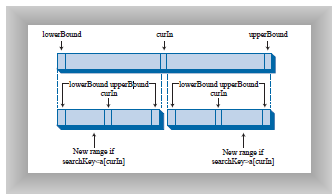 lowerBound curIn upperBound
lowerBound upperBound lowerBound upperBound
curIn curIn
New range if New range if
searchKey<a[curIn] searchKey>a[curIn]